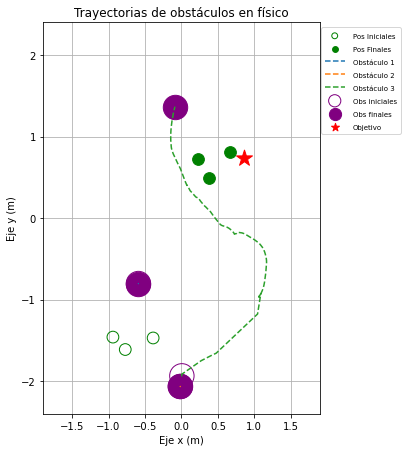 Trayectorias de obstáculos en físico
Pos Iniciales
Pos Finales
Obstáculo 1
Obstáculo 2
Obstáculo 3
Obs iniciales
Obs finales
Objetivo
Eje y (m)
2
1
0
−1
−2
−1.5
−1.0
−0.5
0.0
0.5
1.0
1.5
Eje x (m)